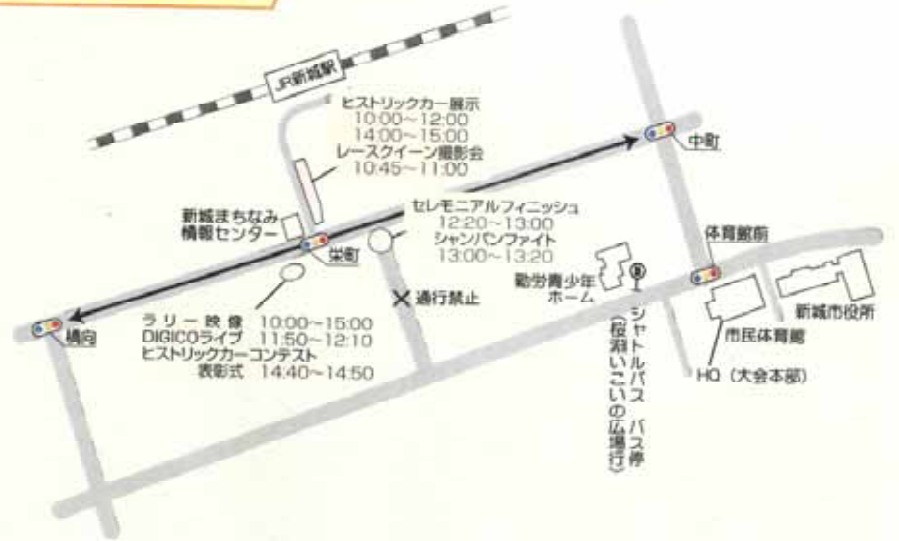 JR新城駅
ヒストリックカー展示
10:00～12:00
14:00～15:00
レースクイーン撮影会
10:45～11:00
中町
新城まちなみ
情報センター
セレモニアルフィニッシュ
12:20～13:00
シャンパンファイト
13:00～13:20
栄町
体育館前
勤労青少年
ホーム
通行禁止
橋向
ラリー映像 10:00～15:00
DIGICOライブ 11:50～12:10
ヒストリックカーコンテスト
表彰式 14:40～14:50
シャトルバス バス停
〈桜淵いこいの広場行〉
新城市役所
市民体育館
HQ（大会本部）